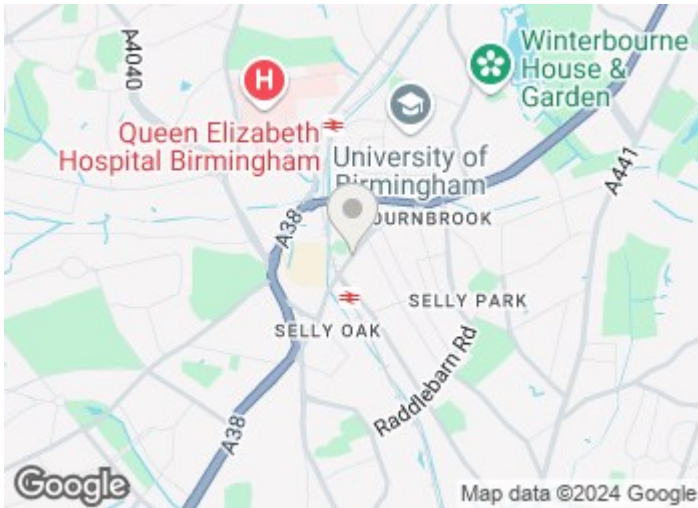 A4040
Winterbourne
House &
Garden
H
Queen Elizabeth
Hospital Birmingham
University of
Birmingham
A441
A38
OURNBROOK
SELLY PARK
SELLY OAK
Raddlebarn Rd
A38
Google
Map data ©2024 Google